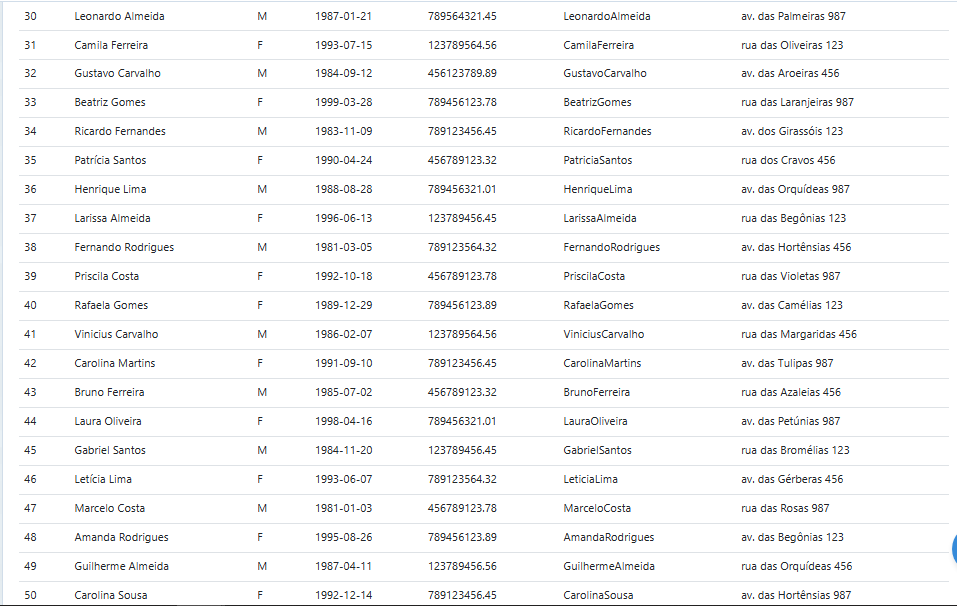 30 Leonardo Almeida M 1987-01-21 789564321.45 LeonardoAlmeida av. das Palmeiras 987
31 Camila Ferreira F 1993-07-15 123789564.56 CamilaFerreira rua das Oliveiras 123
32 Gustavo Carvalho M 1984-09-12 456123789.89 GustavoCarvalho av. das Aroeiras 456
33 Beatriz Gomes F 1999-03-28 789456123.78 BeatrizGomes rua das Laranjeiras 987
34 Ricardo Fernandes M 1983-11-09 789123456.45 RicardoFernandes av. dos Girassóis 123
35 Patrícia Santos F 1990-04-24 456789123.32 PatriciaSantos rua dos Cravos 456
36 Henrique Lima M 1988-08-28 789456321.01 HenriqueLima av. das Orquídeas 987
37 Larissa Almeida F 1996-06-13 123789456.45 LarissaAlmeida rua das Begônias 123
38 Fernando Rodrigues M 1981-03-05 789123564.32 FernandoRodrigues av. das Hortênsias 456
39 Priscila Costa F 1992-10-18 456789123.78 PriscilaCosta rua das Violetas 987
40 Rafaela Gomes F 1989-12-29 789456123.89 RafaelaGomes av. das Camélias 123
41 Vinicius Carvalho M 1986-02-07 123789564.56 ViniciusCarvalho rua das Margaridas 456
42 Carolina Martins F 1991-09-10 789123456.45 CarolinaMartins av. das Tulipas 987
43 Bruno Ferreira M 1985-07-02 456789123.32 BrunoFerreira rua das Azaleias 456
44 Laura Oliveira F 1998-04-16 789456321.01 LauraOliveira av. das Petúnias 987
45 Gabriel Santos M 1984-11-20 123789456.45 GabrielSantos rua das Bromélias 123
46 Letícia Lima F 1993-06-07 789123564.32 LeticiaLima av. das Gérberas 456
47 Marcelo Costa M 1981-01-03 456789123.78 MarceloCosta rua das Rosas 987
48 Amanda Rodrigues F 1995-08-26 789456123.89 AmandaRodrigues av. das Begônias 123
49 Guilherme Almeida M 1987-04-11 123789456.56 GuilhermeAlmeida rua das Orquídeas 456
50 Carolina Sousa F 1992-12-14 789123456.45 CarolinaSousa av. das Hortênsias 987